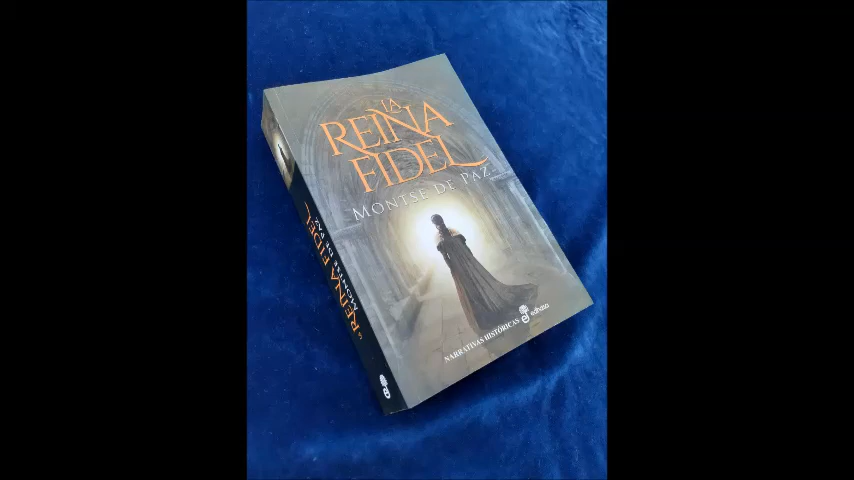 LA
REINA
FIDEL
MONTSE DE PAZ
NARRATIVAS HISTÓRICAS edhasa
LA REINA FIDEL
MONTSE DE PAZ